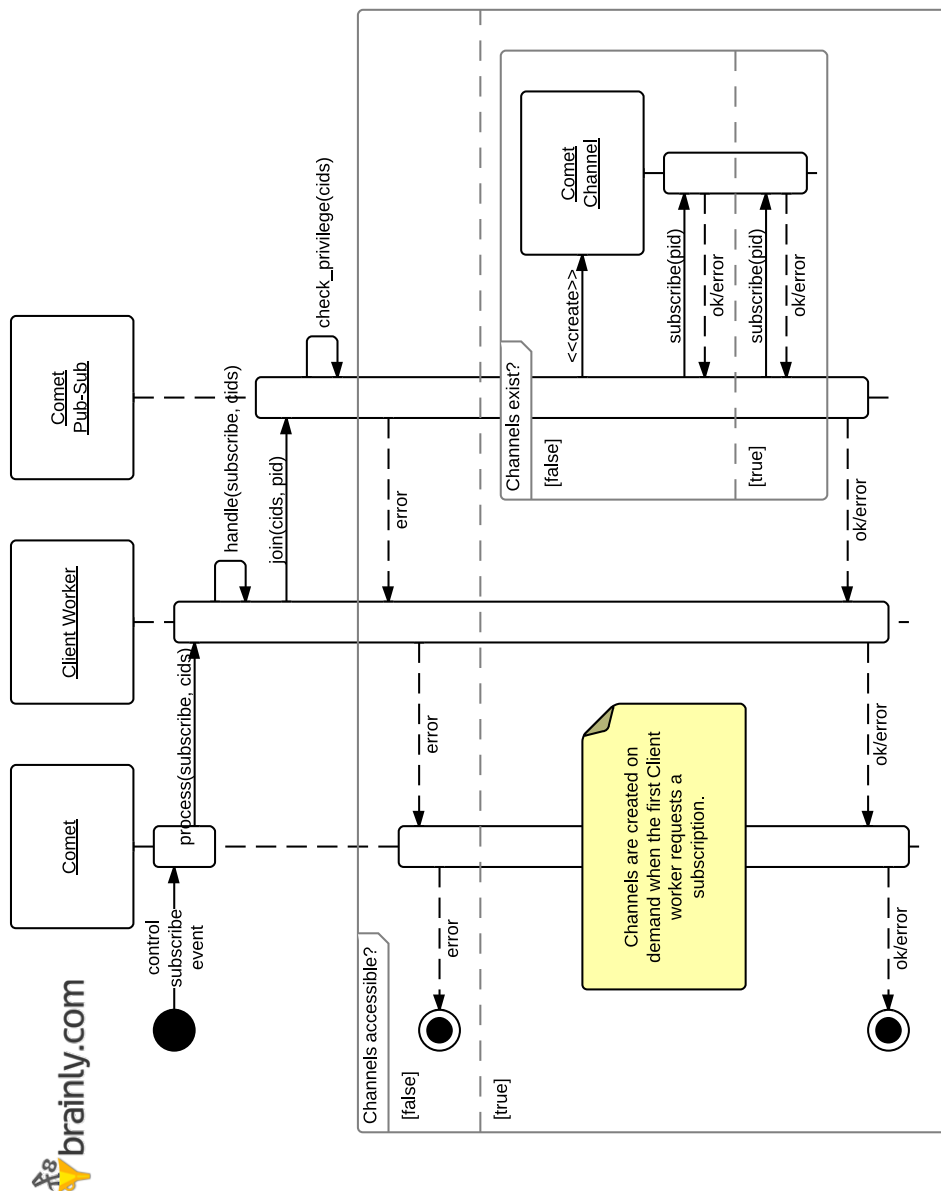 brainly.com
Comet
Client Worker
Comet
Pub-Sub
control
subscribe
event
process(subscribe, cids)
handle(subscribe, cids)
join(cids, pid)
check_privilege(cids)
Channels accessible?
[false]
error
error
error
[true]
Channels exist?
[false]
<<create>>
Comet
Channel
subscribe(pid)
ok/error
[true]
subscribe(pid)
ok/error
Channels are created on
demand when the first Client
worker requests a
subscription.
ok/error
ok/error
ok/error